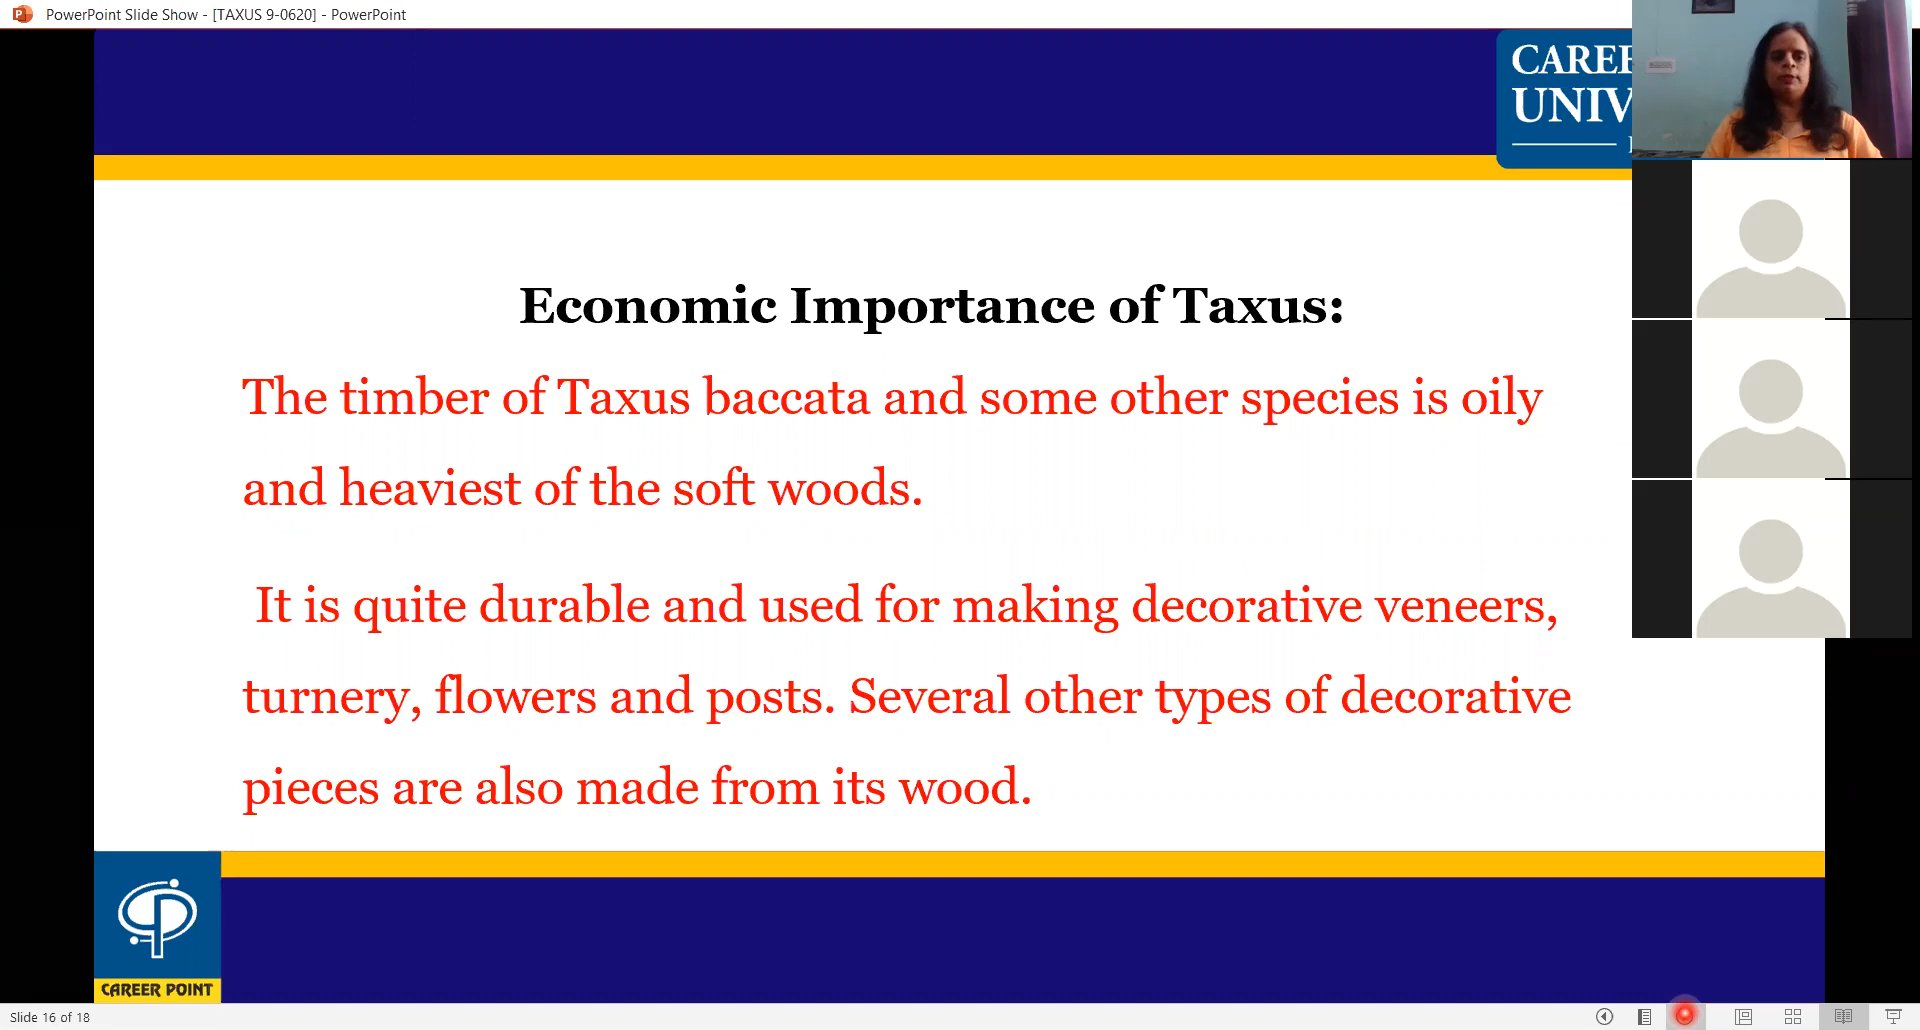 PowerPoint Slide Show - [TAXUS 9-0620] - PowerPoint
Economic Importance of Taxus:
The timber of Taxus baccata and some other species is oily
and heaviest of the soft woods.
It is quite durable and used for making decorative veneers,
turnery, flowers and posts. Several other types of decorative
pieces are also made from its wood.
CAREER POINT
Slide 16 of 18